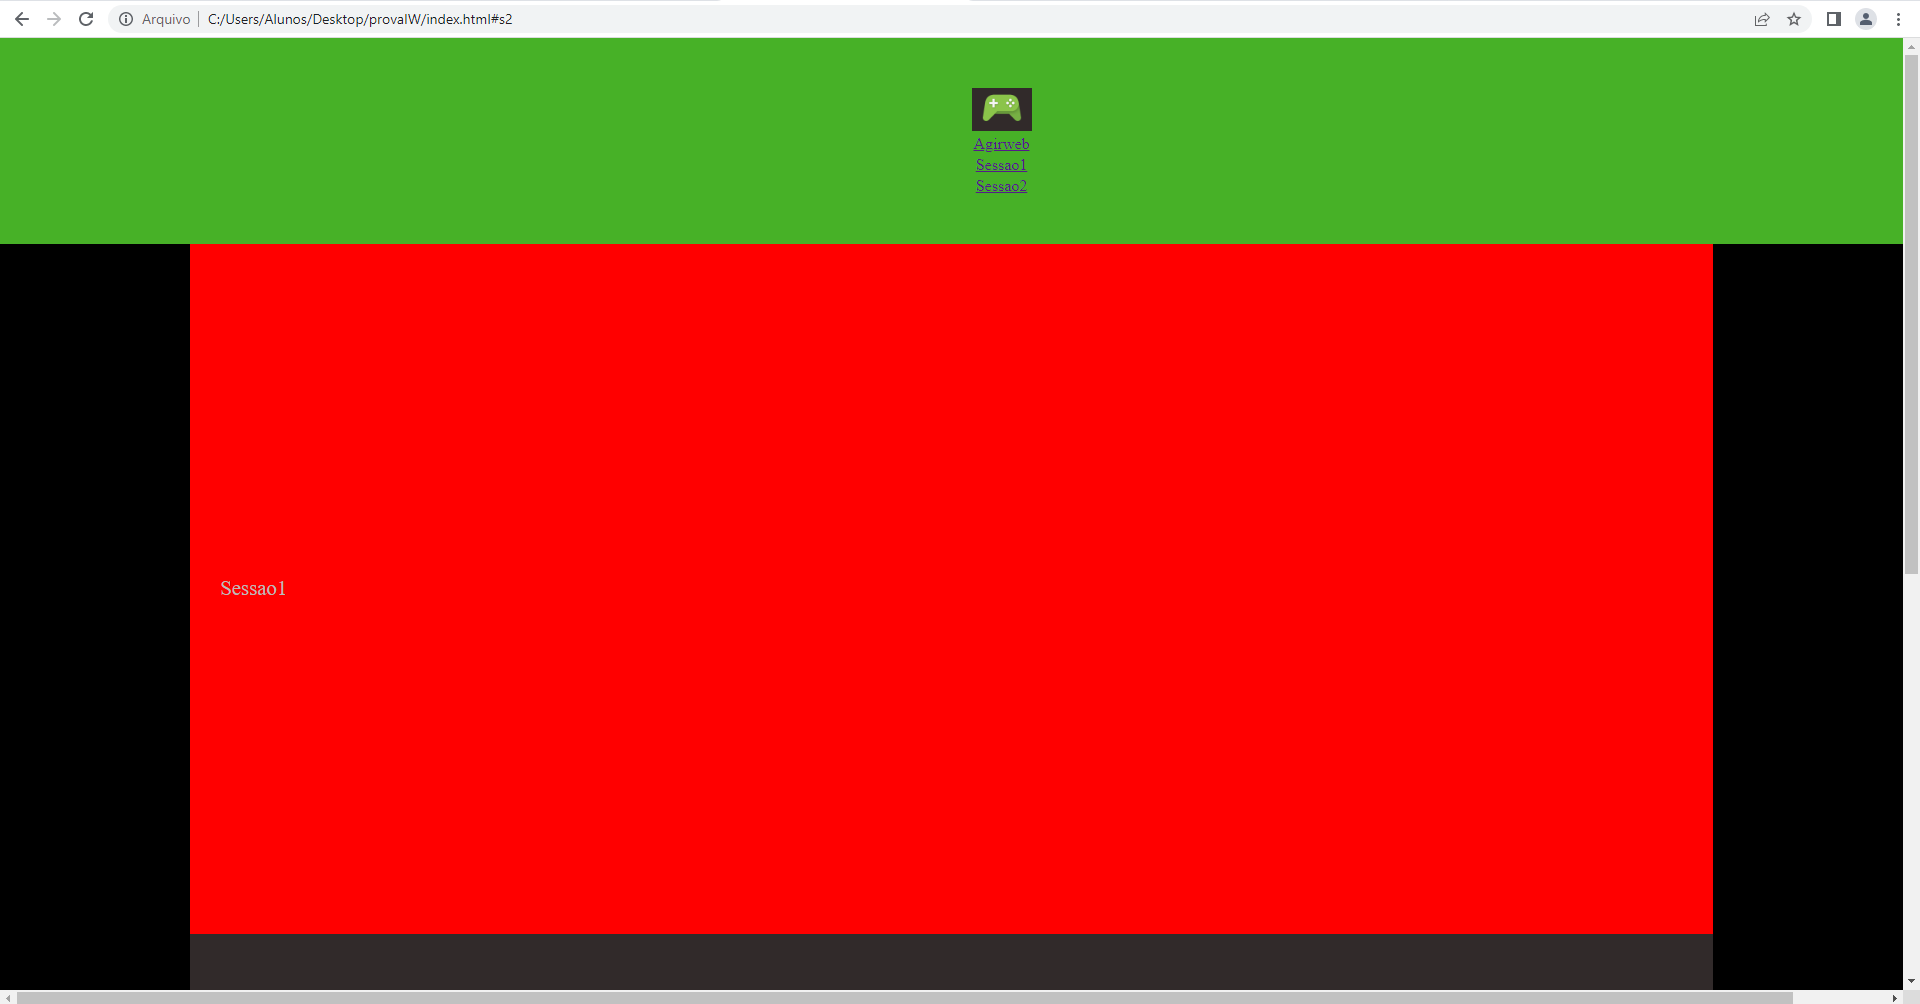 Arquivo C:/Users/Alunos/Desktop/provaIW/index.html#s2
Agirweb
Sessao1
Sessao2
Sessao1